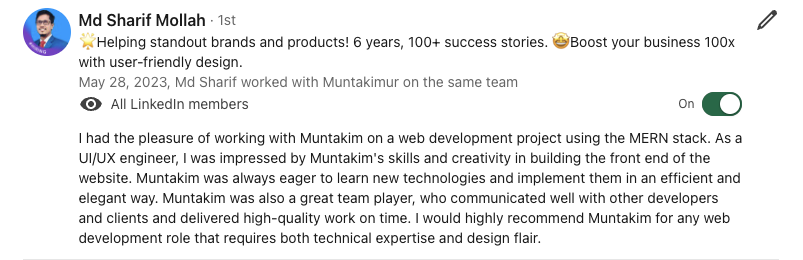 Md Sharif Mollah · 1st
🌟Helping standout brands and products! 6 years, 100+ success stories. 🤩Boost your business 100x
with user-friendly design.
May 28, 2023, Md Sharif worked with Muntakimur on the same team
All LinkedIn members
On
I had the pleasure of working with Muntakim on a web development project using the MERN stack. As a
UI/UX engineer, I was impressed by Muntakim's skills and creativity in building the front end of the
website. Muntakim was always eager to learn new technologies and implement them in an efficient and
elegant way. Muntakim was also a great team player, who communicated well with other developers
and clients and delivered high-quality work on time. I would highly recommend Muntakim for any web
development role that requires both technical expertise and design flair.